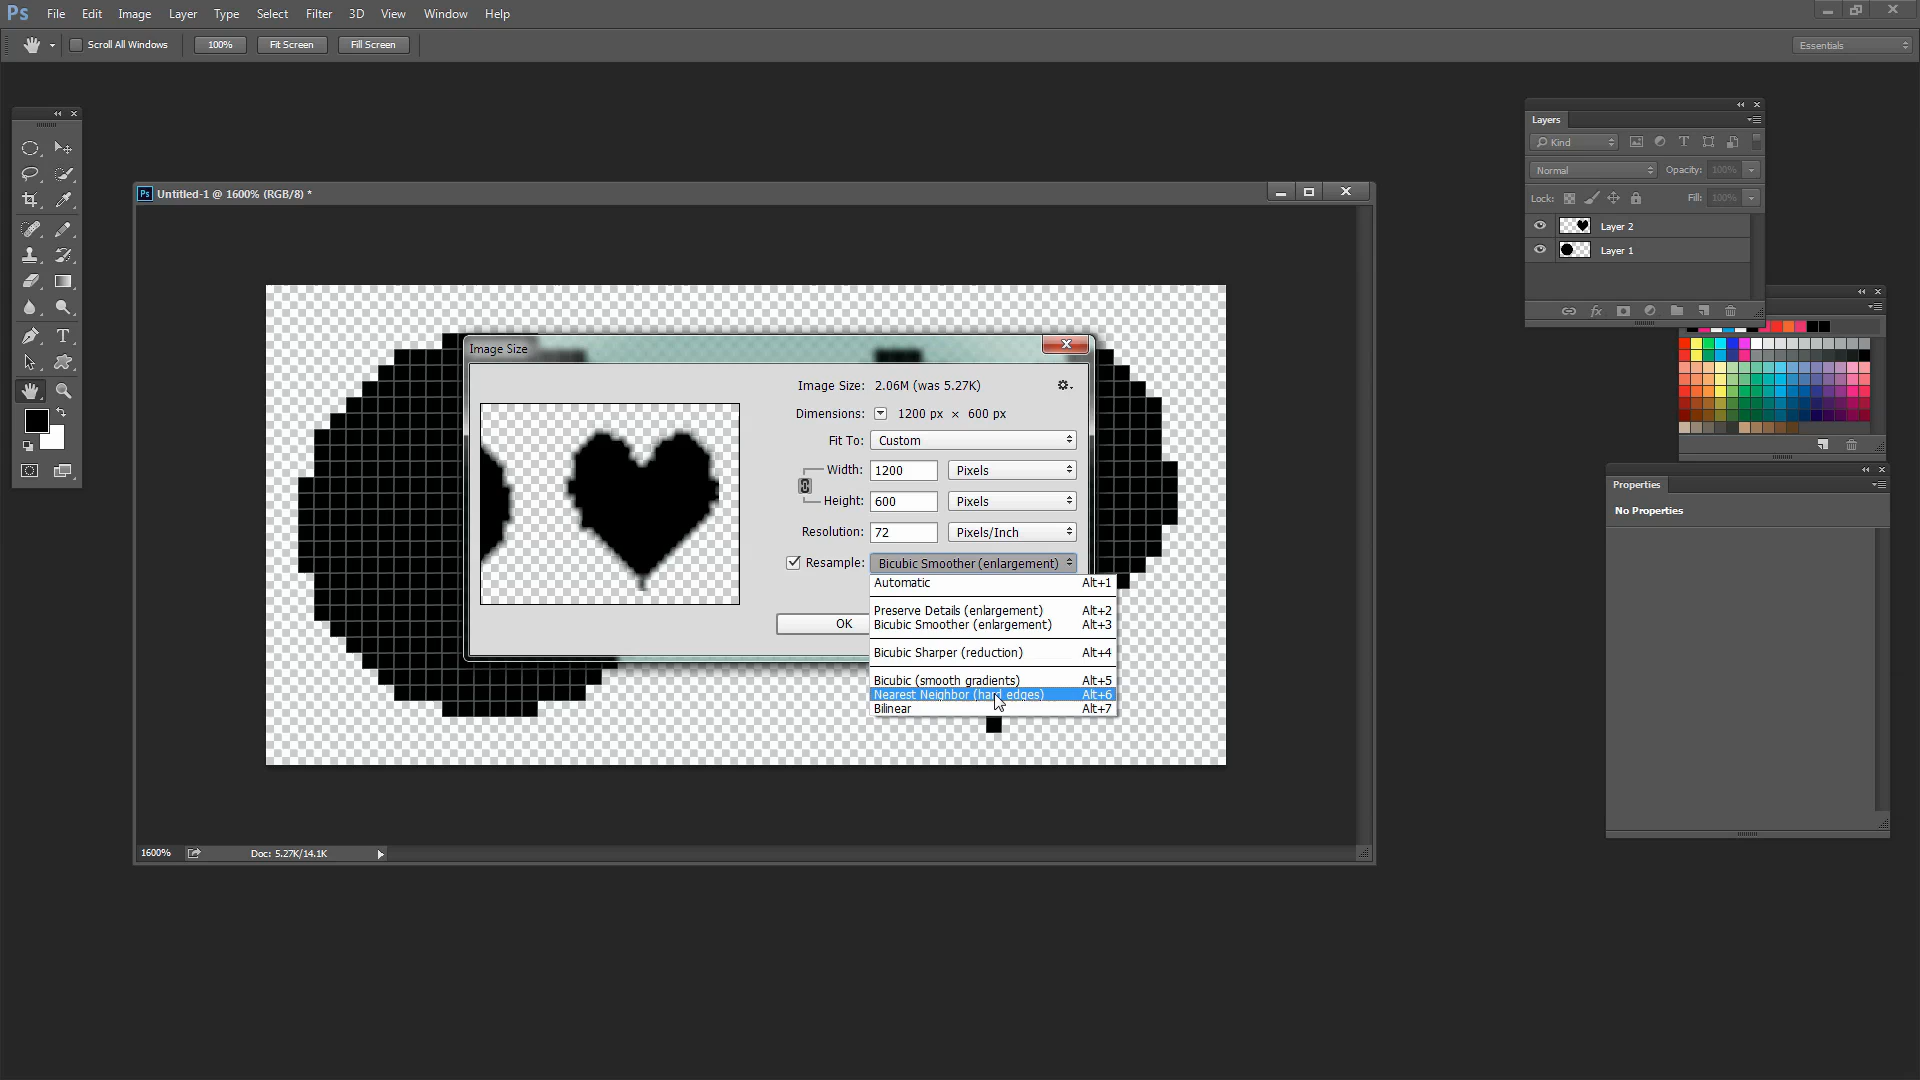 Ps File Edit Image Layer Type Select Filter 3D View Window Help
Scroll All Windows 100% Fit Screen Fill Screen Essentials
Layers
Kind
Normal Opacity: 100%
Lock: Fill: 100%
Layer 2
Layer 1
Properties
No Properties
Ps Untitled-1 @ 1600% (RGB/8) *
Image Size
Image Size: 2.06M (was 5.27K)
Dimensions: 1200 px × 600 px
Fit To: Custom
Width: 1200 Pixels
Height: 600 Pixels
Resolution: 72 Pixels/Inch
Resample: Bicubic Smoother (enlargement)
Automatic Alt+1
Preserve Details (enlargement) Alt+2
Bicubic Smoother (enlargement) Alt+3
Bicubic Sharper (reduction) Alt+4
Bicubic (smooth gradients) Alt+5
Nearest Neighbor (hard edges) Alt+6
Bilinear Alt+7
OK
1600% Doc: 5.27K/14.1K